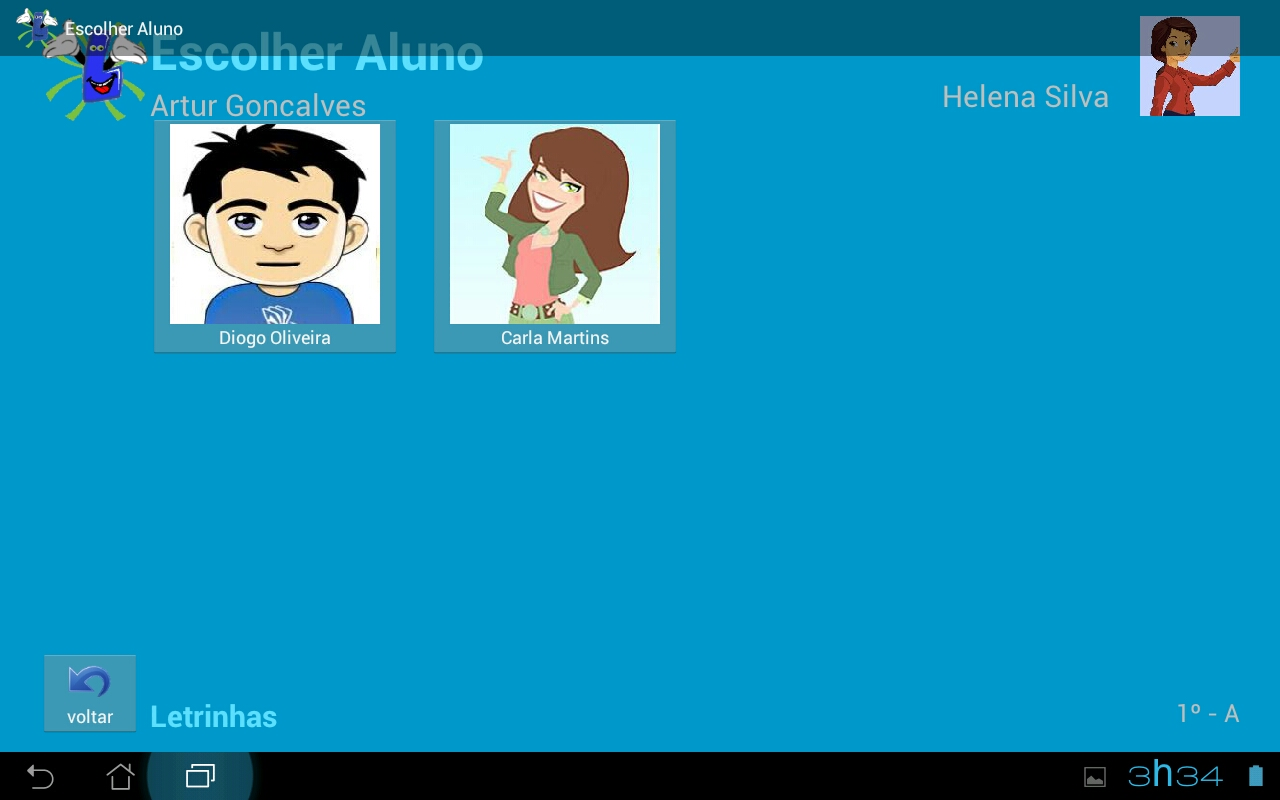 Escolher Aluno
Escolher Aluno
Artur Goncalves
Helena Silva
Diogo Oliveira
Carla Martins
voltar
Letrinhas
1º - A
3h34